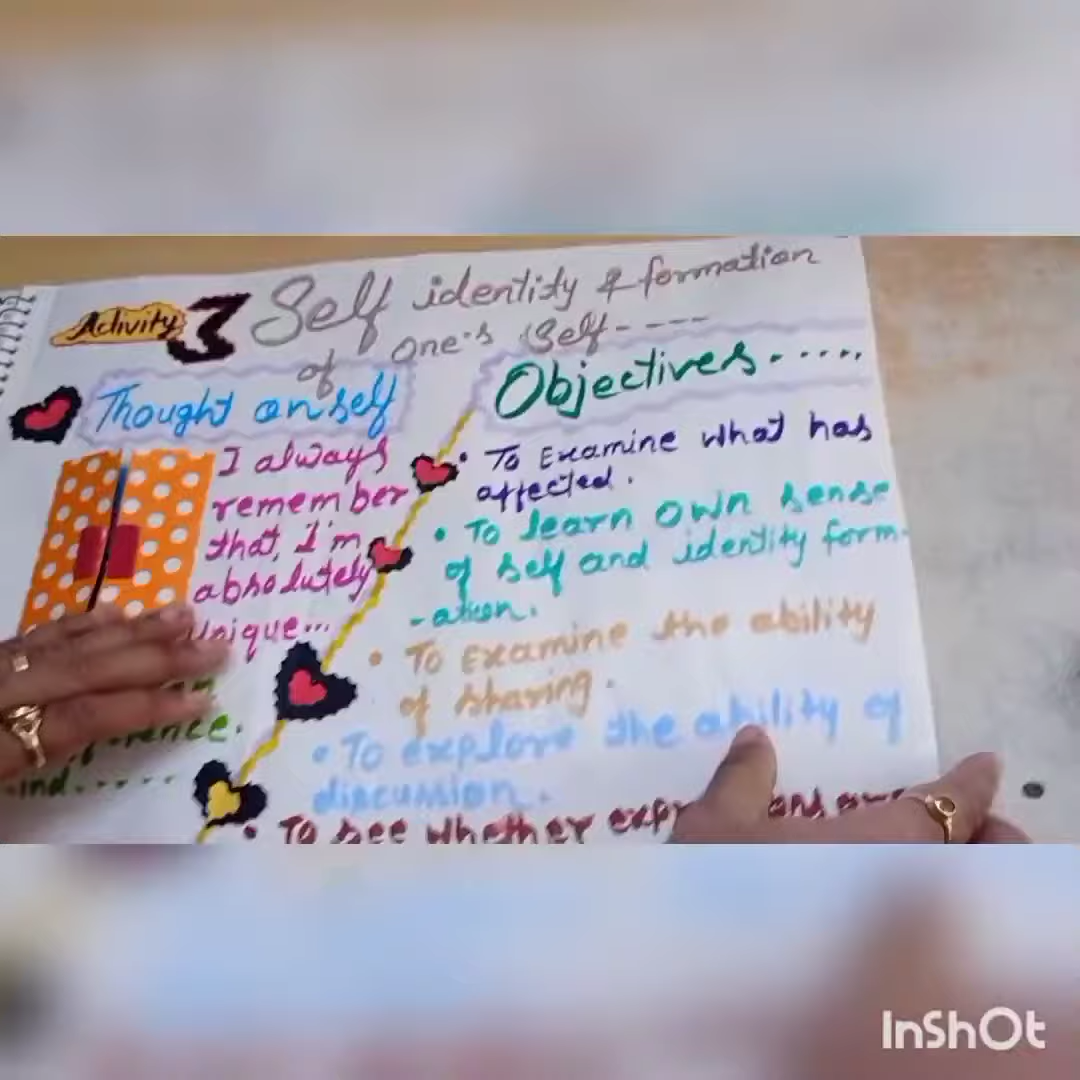 Activity 3 Self identity & formation
of one's Self----
Thought on self
I always
remember
that, I'm
absolutely
unique...
ind.....
Objectives.....
• To Examine what has
affected.
• To learn own sense
of self and identity form-
-ation.
• To Examine the ability
of sharing.
• To explore the ability of
discussion.
• To see whether
InShOt